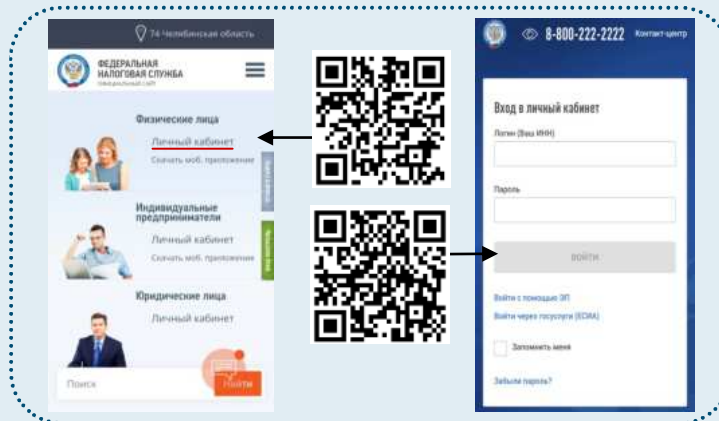 74 Челябинская область
ФЕДЕРАЛЬНАЯ
НАЛОГОВАЯ СЛУЖБА
Физические лица
Личный кабинет
Скачать моб. приложение
Индивидуальные
предприниматели
Личный кабинет
Скачать моб. приложение
Юридические лица
Личный кабинет
Поиск
Найти
8-800-222-2222 Контакт-центр
Вход в личный кабинет
Логин (Ваш ИНН)
Пароль
ВОЙТИ
Войти с помощью ЭП
Войти через госуслуги (ЕСИА)
Запомнить меня
Забыли пароль?